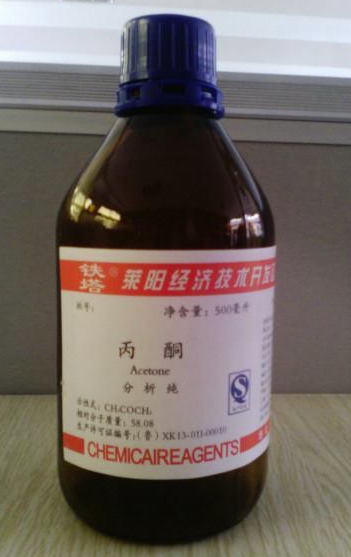 铁塔® 莱阳经济技术开发
批号：
净含量：500毫升
丙 酮
Acetone
分 析 纯
分子式：CH₃COCH₃
相对分子质量：58.08
生产许可证编号：(鲁) XK13-011-00010
CHEMICAIREAGENTS